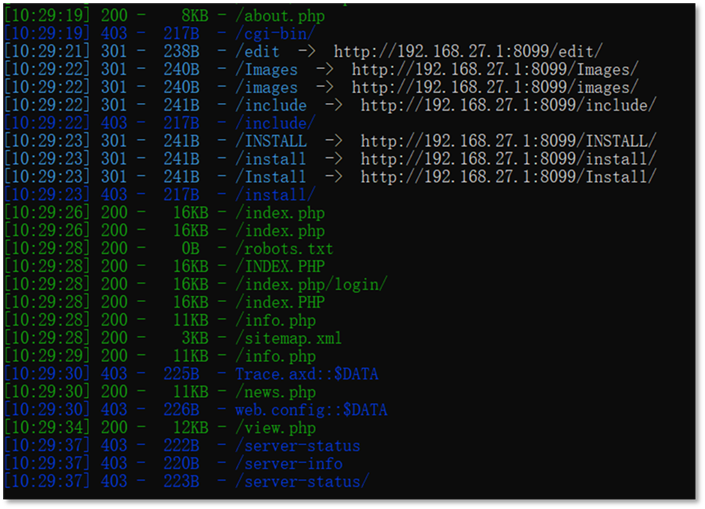 [10:29:19] 200 -    8KB - /about.php
[10:29:21] 403 -  217B  - /cgi-bin/
[10:29:21] 301 -  238B  - /edit  ->  http://192.168.27.1:8099/edit/
[10:29:22] 301 -  240B  - /Images  ->  http://192.168.27.1:8099/Images/
[10:29:22] 301 -  240B  - /images  ->  http://192.168.27.1:8099/images/
[10:29:22] 301 -  241B  - /include  ->  http://192.168.27.1:8099/include/
[10:29:22] 403 -  217B  - /include/
[10:29:23] 301 -  241B  - /INSTALL  ->  http://192.168.27.1:8099/INSTALL/
[10:29:23] 301 -  241B  - /install  ->  http://192.168.27.1:8099/install/
[10:29:23] 301 -  241B  - /Install  ->  http://192.168.27.1:8099/Install/
[10:29:23] 403 -  217B  - /install/
[10:29:26] 200 -   16KB - /index.php
[10:29:26] 200 -   16KB - /index.php
[10:29:28] 200 -    0B  - /robots.txt
[10:29:28] 200 -   16KB - /INDEX.PHP
[10:29:28] 200 -   16KB - /index.php/login/
[10:29:28] 200 -   16KB - /index.PHP
[10:29:28] 200 -   11KB - /info.php
[10:29:28] 200 -    3KB - /sitemap.xml
[10:29:29] 200 -   11KB - /info.php
[10:29:30] 403 -  225B  - Trace.axd::$DATA
[10:29:30] 200 -   11KB - /news.php
[10:29:30] 403 -  226B  - web.config::$DATA
[10:29:34] 200 -   12KB - /view.php
[10:29:37] 403 -  222B  - /server-status
[10:29:37] 403 -  220B  - /server-info
[10:29:37] 403 -  223B  - /server-status/